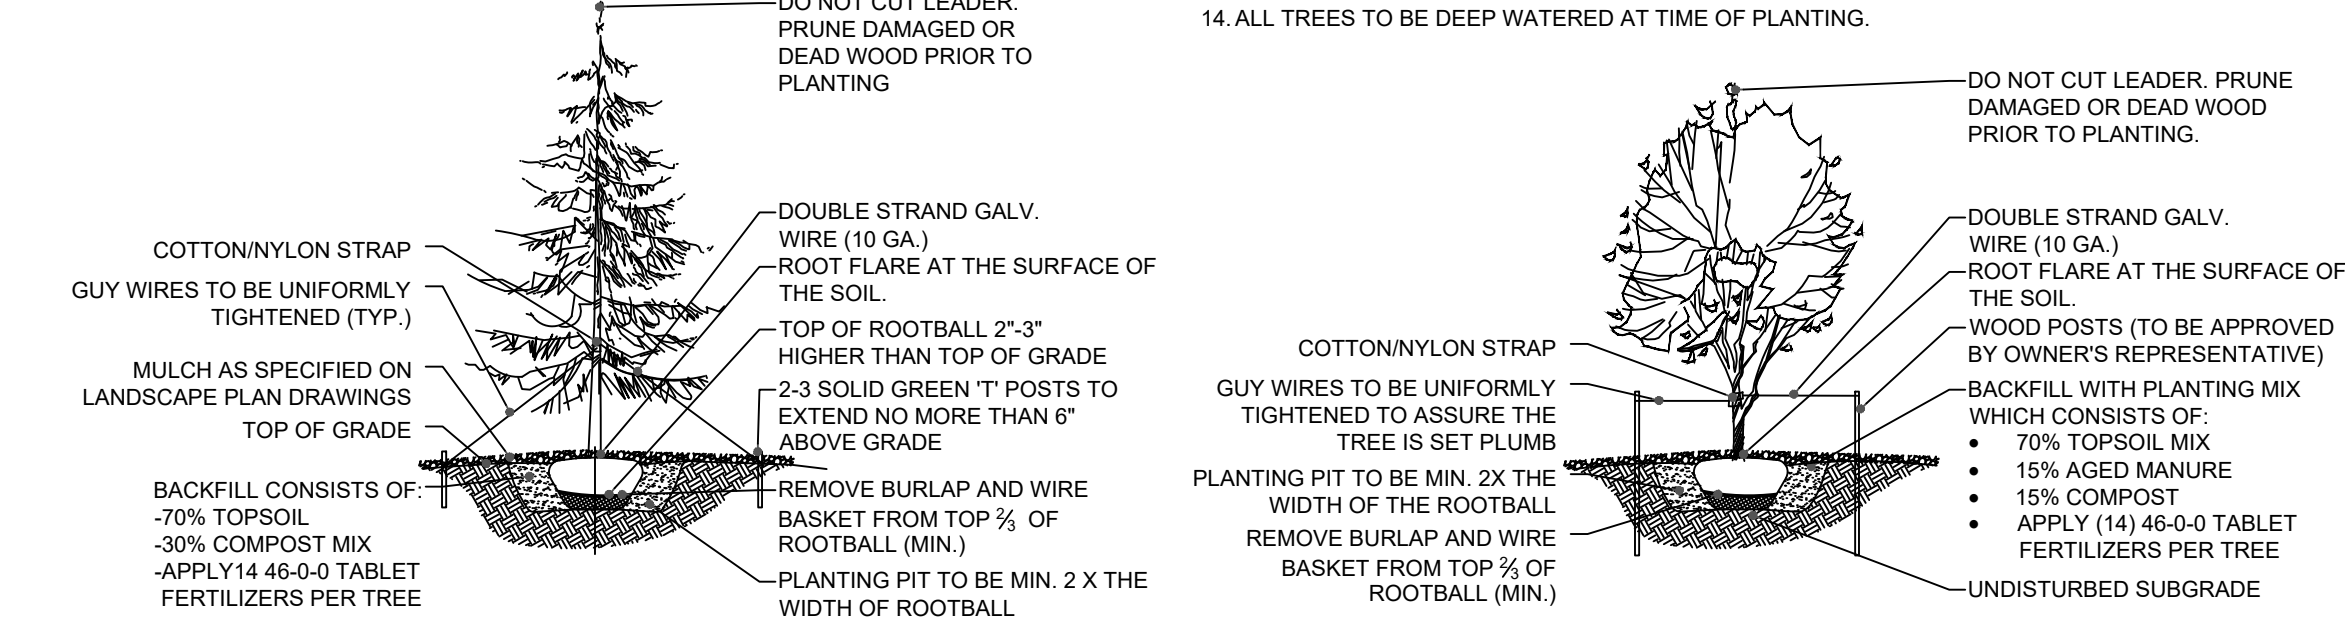 DO NOT CUT LEADER.
PRUNE DAMAGED OR
DEAD WOOD PRIOR TO
PLANTING
COTTON/NYLON STRAP
GUY WIRES TO BE UNIFORMLY
TIGHTENED (TYP.)
MULCH AS SPECIFIED ON
LANDSCAPE PLAN DRAWINGS
TOP OF GRADE
BACKFILL CONSISTS OF:
-70% TOPSOIL
-30% COMPOST MIX
-APPLY14 46-0-0 TABLET
FERTILIZERS PER TREE
DOUBLE STRAND GALV.
WIRE (10 GA.)
ROOT FLARE AT THE SURFACE OF
THE SOIL.
TOP OF ROOTBALL 2"-3"
HIGHER THAN TOP OF GRADE
2-3 SOLID GREEN 'T' POSTS TO
EXTEND NO MORE THAN 6"
ABOVE GRADE
REMOVE BURLAP AND WIRE
BASKET FROM TOP ⅔ OF
ROOTBALL (MIN.)
PLANTING PIT TO BE MIN. 2 X THE
WIDTH OF ROOTBALL
14. ALL TREES TO BE DEEP WATERED AT TIME OF PLANTING.
COTTON/NYLON STRAP
GUY WIRES TO BE UNIFORMLY
TIGHTENED TO ASSURE THE
TREE IS SET PLUMB
PLANTING PIT TO BE MIN. 2X THE
WIDTH OF THE ROOTBALL
REMOVE BURLAP AND WIRE
BASKET FROM TOP ⅔ OF
ROOTBALL (MIN.)
DO NOT CUT LEADER. PRUNE
DAMAGED OR DEAD WOOD
PRIOR TO PLANTING.
DOUBLE STRAND GALV.
WIRE (10 GA.)
ROOT FLARE AT THE SURFACE OF
THE SOIL.
WOOD POSTS (TO BE APPROVED
BY OWNER'S REPRESENTATIVE)
BACKFILL WITH PLANTING MIX
WHICH CONSISTS OF:
• 70% TOPSOIL MIX
• 15% AGED MANURE
• 15% COMPOST
• APPLY (14) 46-0-0 TABLET
FERTILIZERS PER TREE
UNDISTURBED SUBGRADE